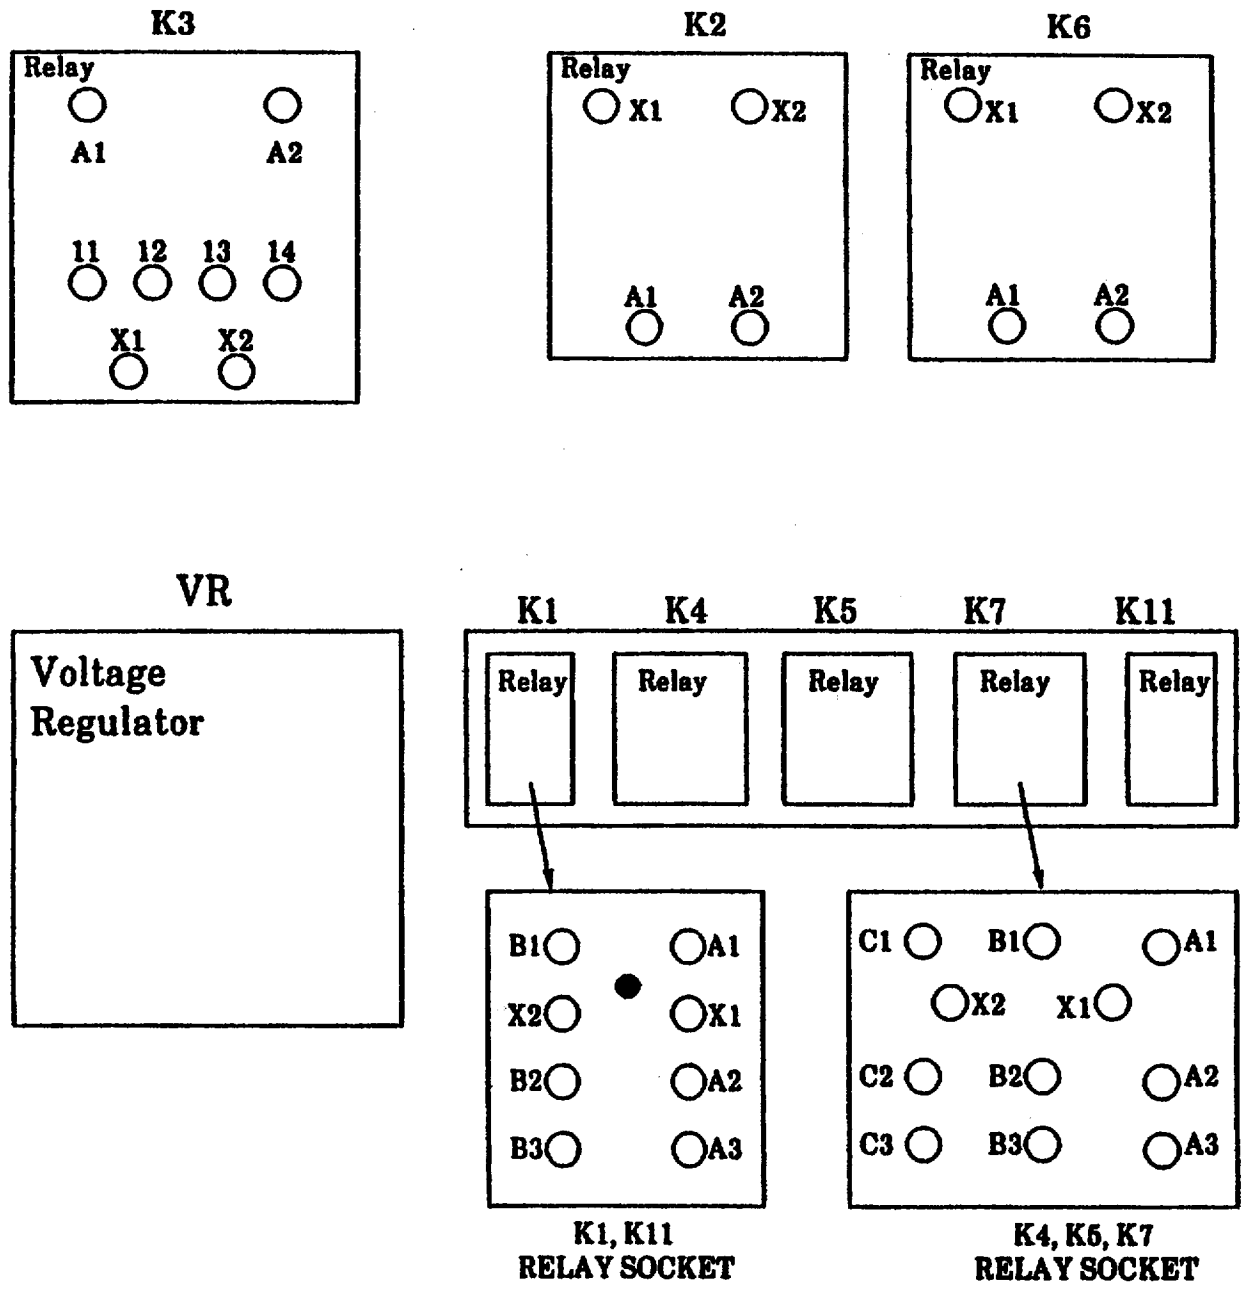 K3
Relay
A1 A2
11 12 13 14
X1 X2
K2
Relay
X1 X2
A1 A2
K6
Relay
X1 X2
A1 A2
VR
Voltage
Regulator
K1 K4 K5 K7 K11
Relay Relay Relay Relay Relay
B1 A1
X2 X1
B2 A2
B3 A3
K1, K11
RELAY SOCKET
C1 B1 A1
X2 X1
C2 B2 A2
C3 B3 A3
K4, K5, K7
RELAY SOCKET